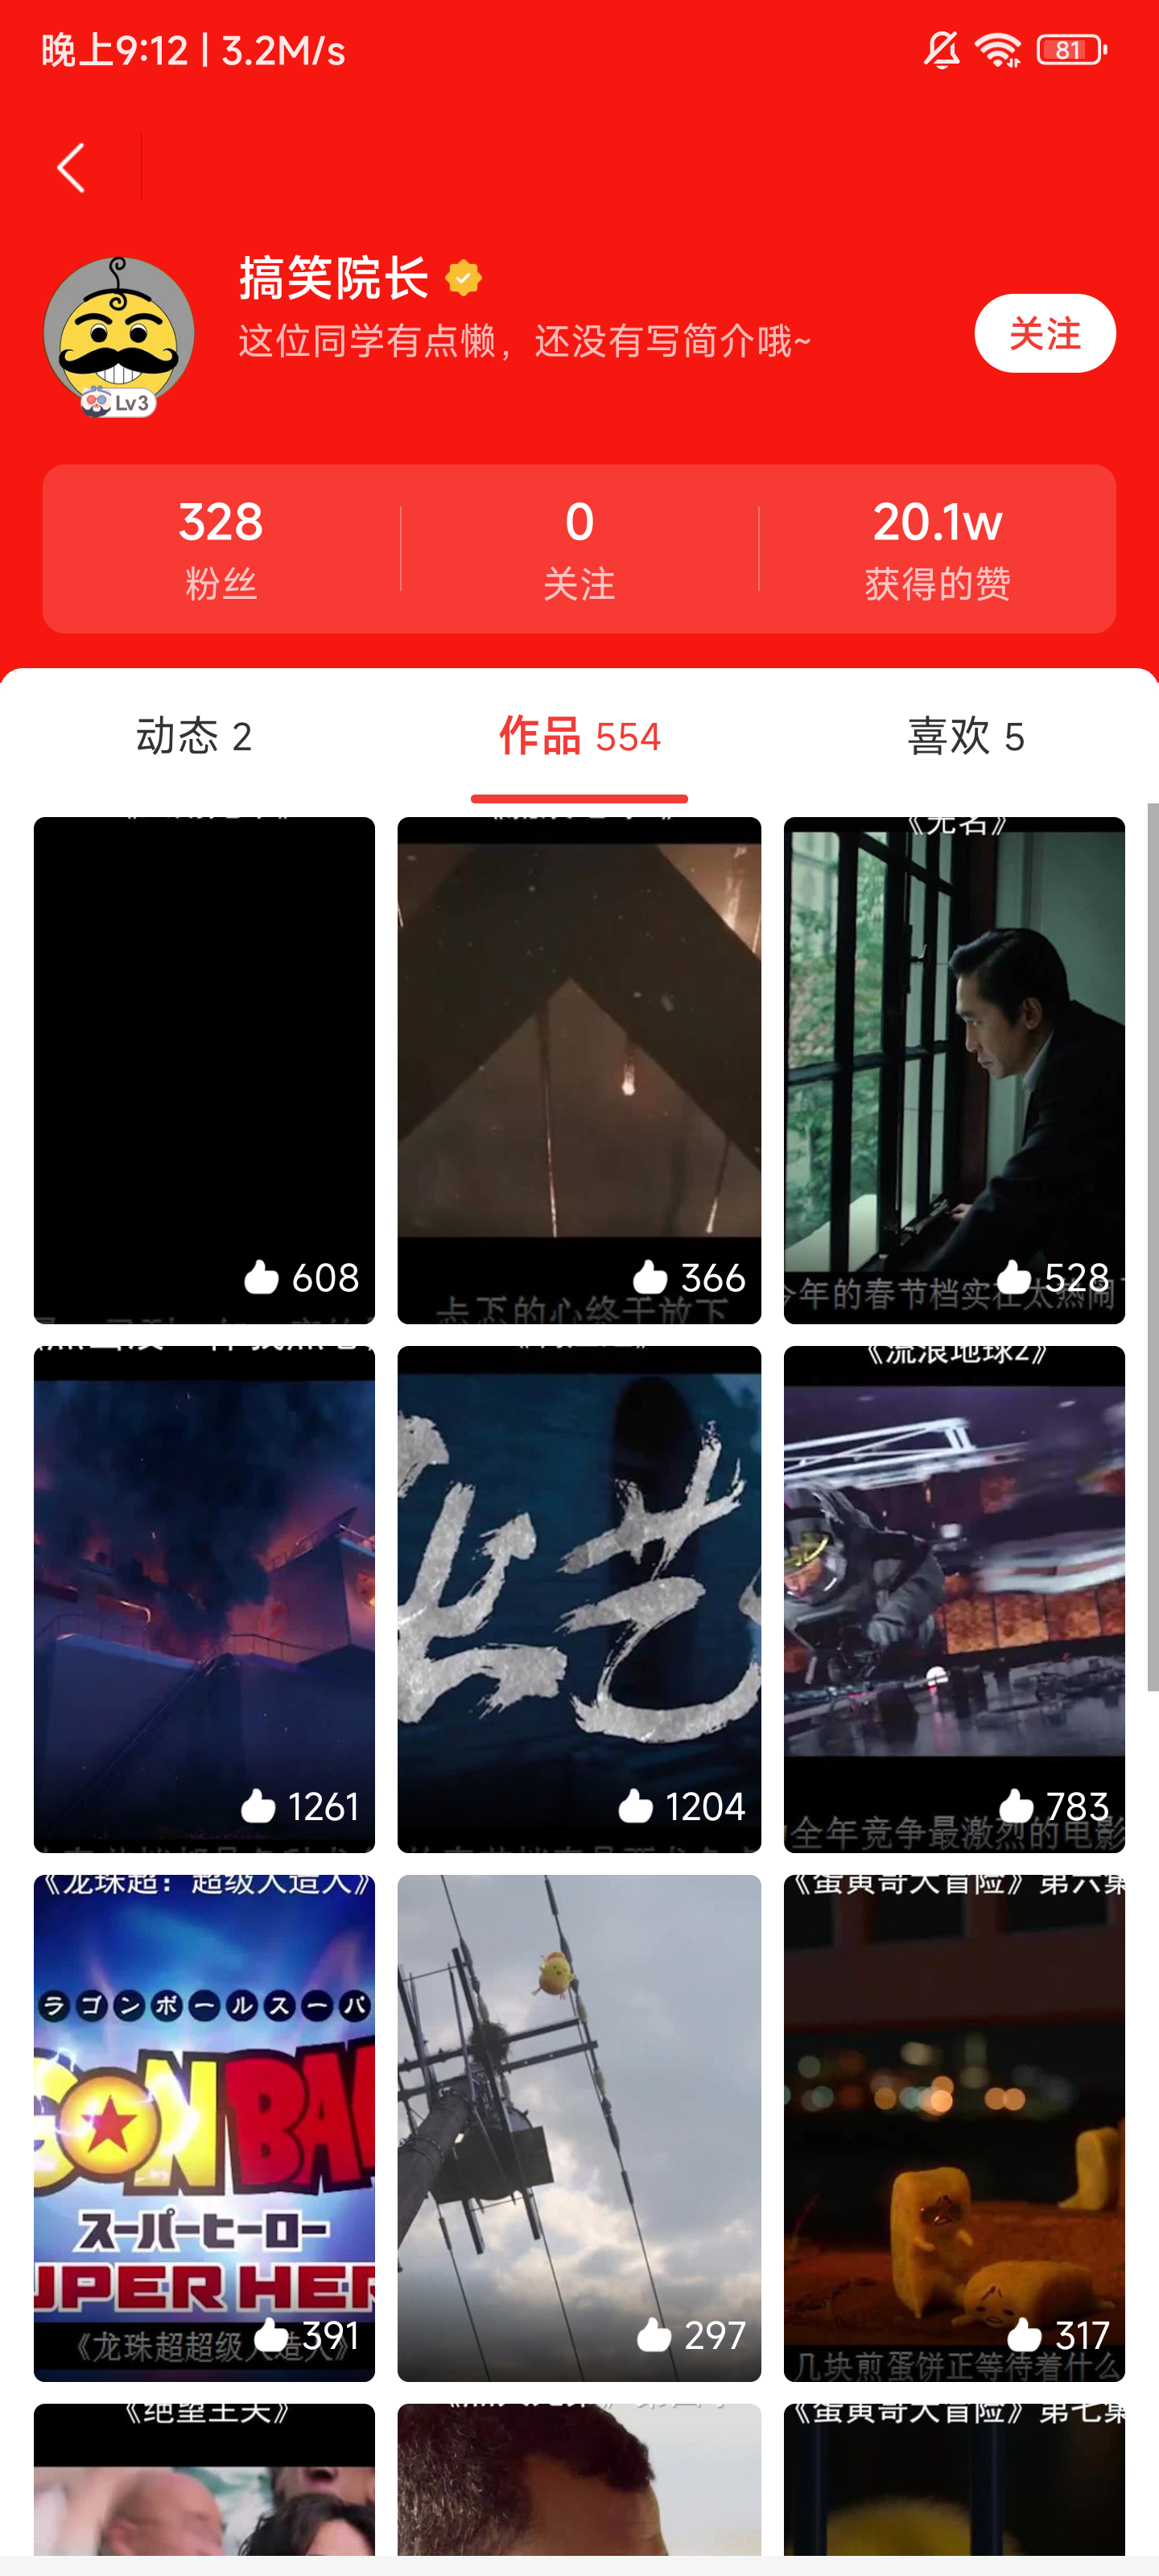 晚上9:12 | 3.2M/s
81
搞笑院长
这位同学有点懒，还没有写简介哦~
关注
Lv3
328
0
20.1w
粉丝
关注
获得的赞
动态 2
作品 554
喜欢 5
《无名》
608
366
528
忐下的心终于放下
今年的春节档实在太热闹
《流浪地球2》
1261
1204
783
全年竞争最激烈的电影
《龙珠超：超级人造人》
《蛋黄哥大冒险》第六集
ラゴンボールスーパ
GON BA
スーパーヒーロー
UPER HER
391
297
317
《龙珠超超级人造人》
几块煎蛋饼正等待着什么
《绝望主夫》
《蛋黄哥大冒险》第七集